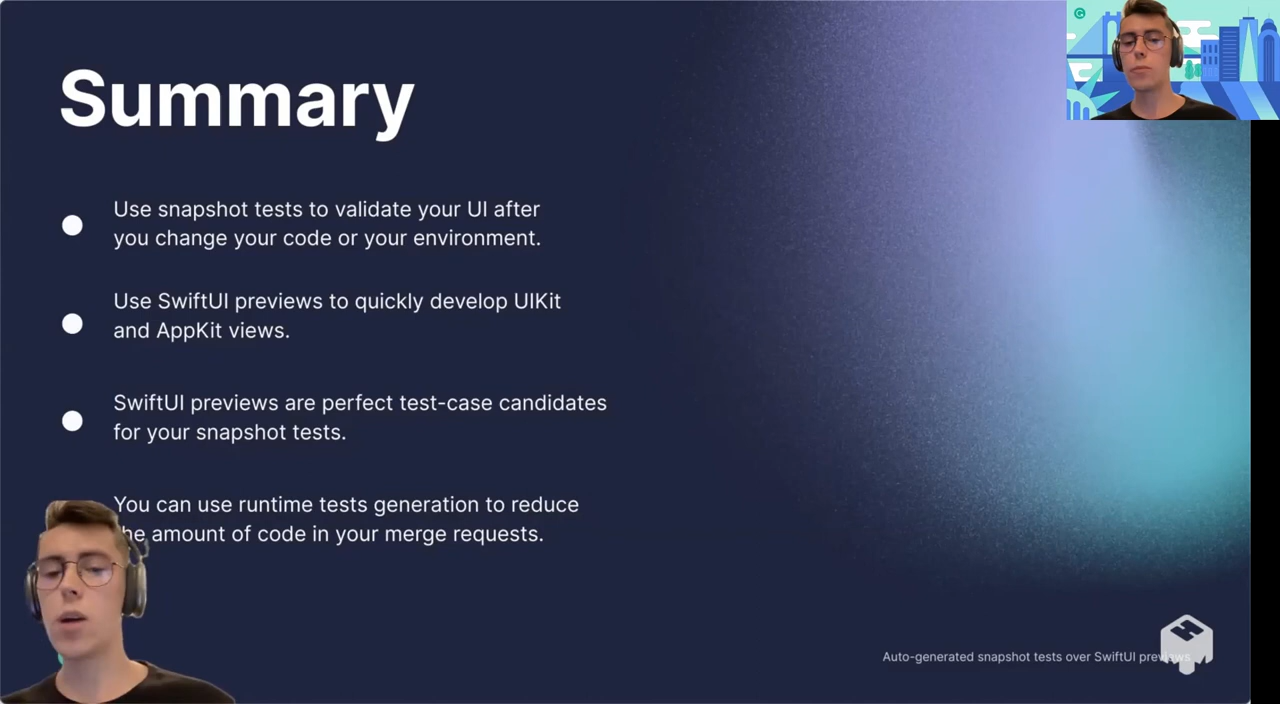 Summary
Use snapshot tests to validate your UI after
you change your code or your environment.
Use SwiftUI previews to quickly develop UIKit
and AppKit views.
SwiftUI previews are perfect test-case candidates
for your snapshot tests.
You can use runtime tests generation to reduce
he amount of code in your merge requests.
Auto-generated snapshot tests over SwiftUI previews